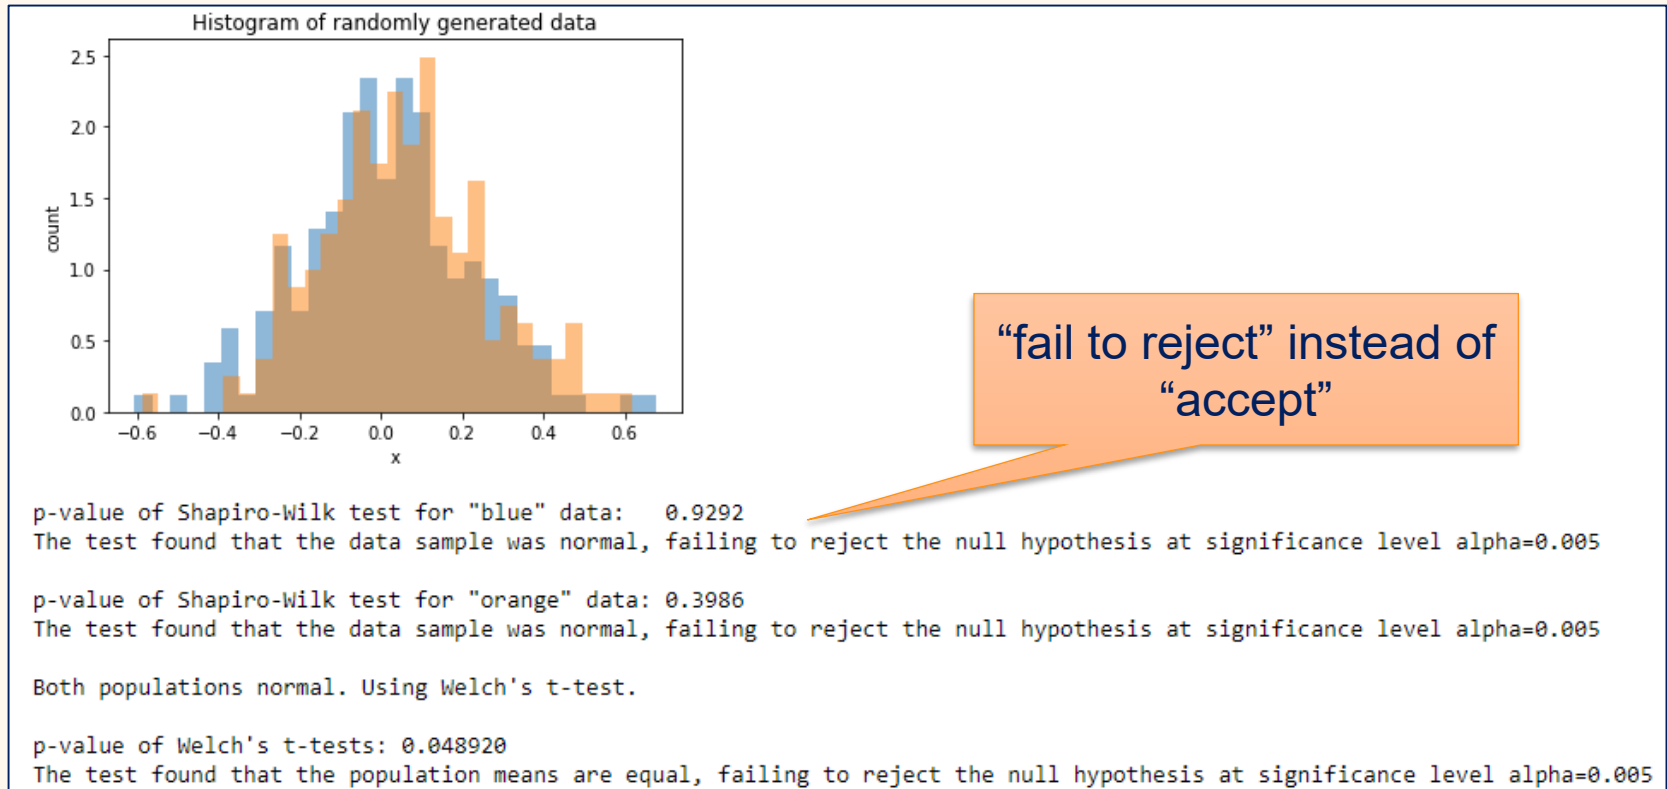 Histogram of randomly generated data
2.5
2.0
1.5
1.0
0.5
0.0
count
−0.6 −0.4 −0.2 0.0 0.2 0.4 0.6
x
“fail to reject” instead of
“accept”
p-value of Shapiro-Wilk test for "blue" data:   0.9292
The test found that the data sample was normal, failing to reject the null hypothesis at significance level alpha=0.005
p-value of Shapiro-Wilk test for "orange" data: 0.3986
The test found that the data sample was normal, failing to reject the null hypothesis at significance level alpha=0.005
Both populations normal. Using Welch's t-test.
p-value of Welch's t-tests: 0.048920
The test found that the population means are equal, failing to reject the null hypothesis at significance level alpha=0.005